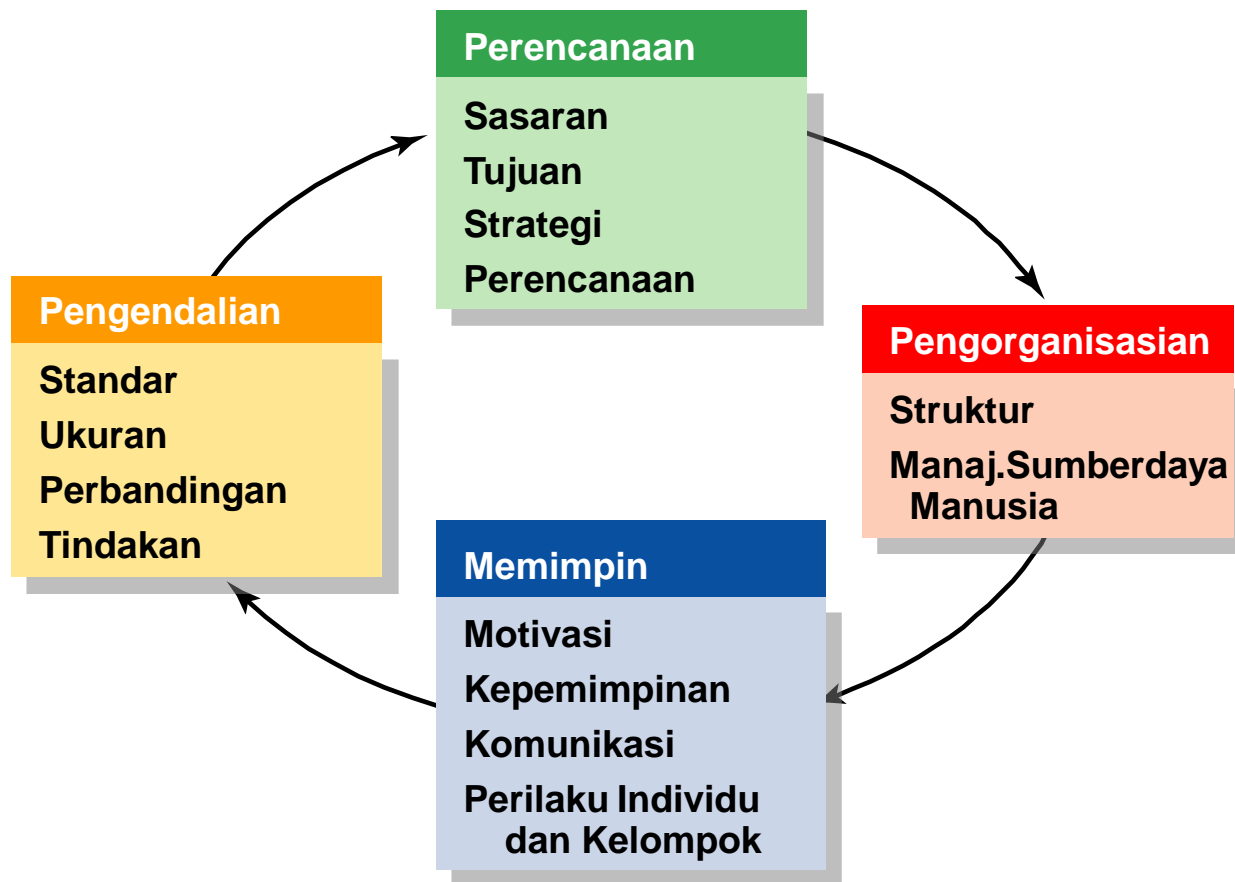 Perencanaan
Sasaran
Tujuan
Strategi
Perencanaan
Pengorganisasian
Struktur
Manaj.Sumberdaya
Manusia
Memimpin
Motivasi
Kepemimpinan
Komunikasi
Perilaku Individu
dan Kelompok
Pengendalian
Standar
Ukuran
Perbandingan
Tindakan